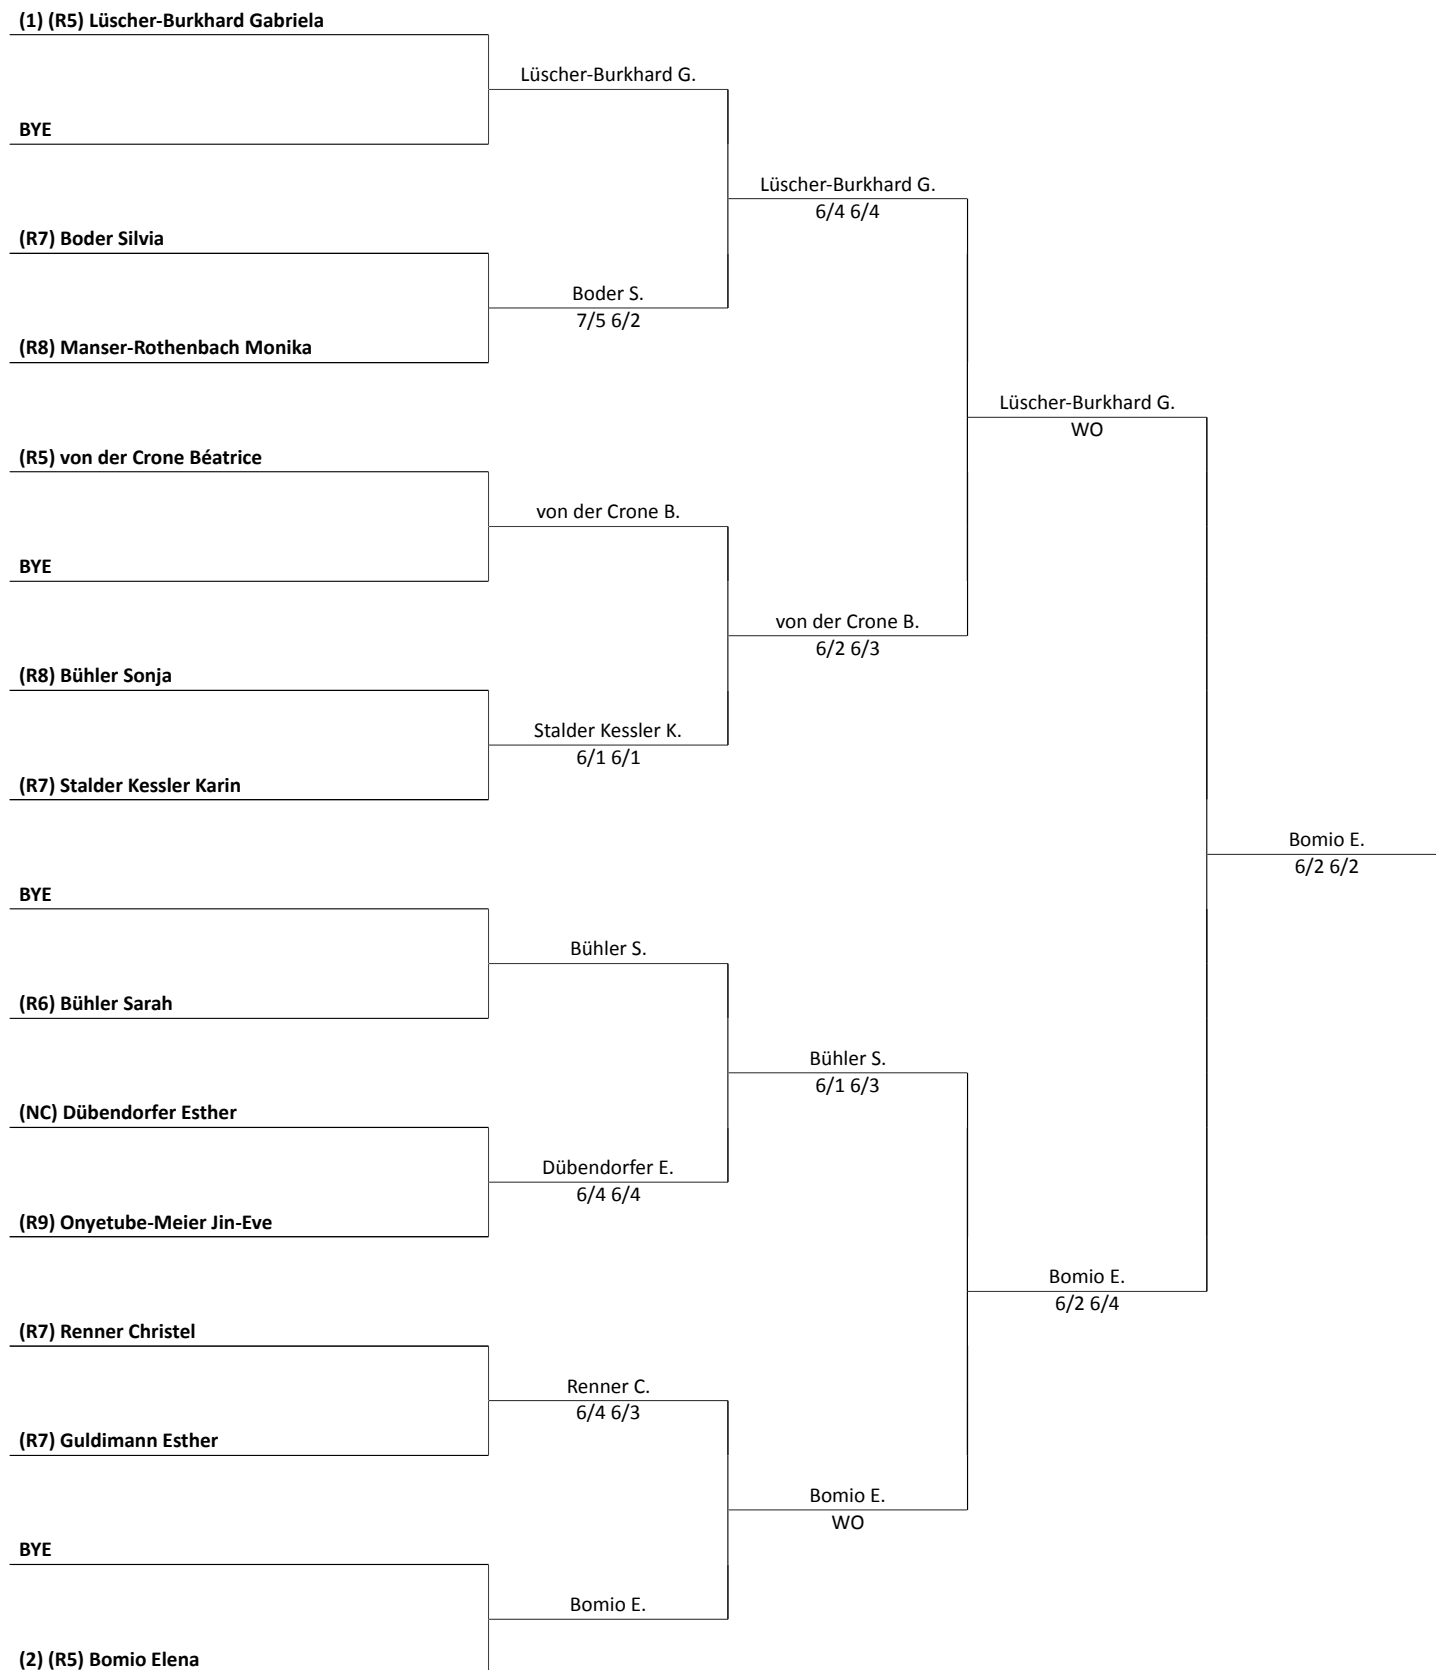 (1) (R5) Lüscher-Burkhard Gabriela
Lüscher-Burkhard G.
BYE
Lüscher-Burkhard G.
6/4 6/4
(R7) Boder Silvia
Boder S.
7/5 6/2
(R8) Manser-Rothenbach Monika
Lüscher-Burkhard G.
WO
(R5) von der Crone Béatrice
von der Crone B.
BYE
von der Crone B.
6/2 6/3
(R8) Bühler Sonja
Stalder Kessler K.
6/1 6/1
(R7) Stalder Kessler Karin
Bomio E.
6/2 6/2
BYE
Bühler S.
(R6) Bühler Sarah
Bühler S.
6/1 6/3
(NC) Dübendorfer Esther
Dübendorfer E.
6/4 6/4
(R9) Onyetube-Meier Jin-Eve
Bomio E.
6/2 6/4
(R7) Renner Christel
Renner C.
6/4 6/3
(R7) Guldimann Esther
Bomio E.
WO
BYE
Bomio E.
(2) (R5) Bomio Elena